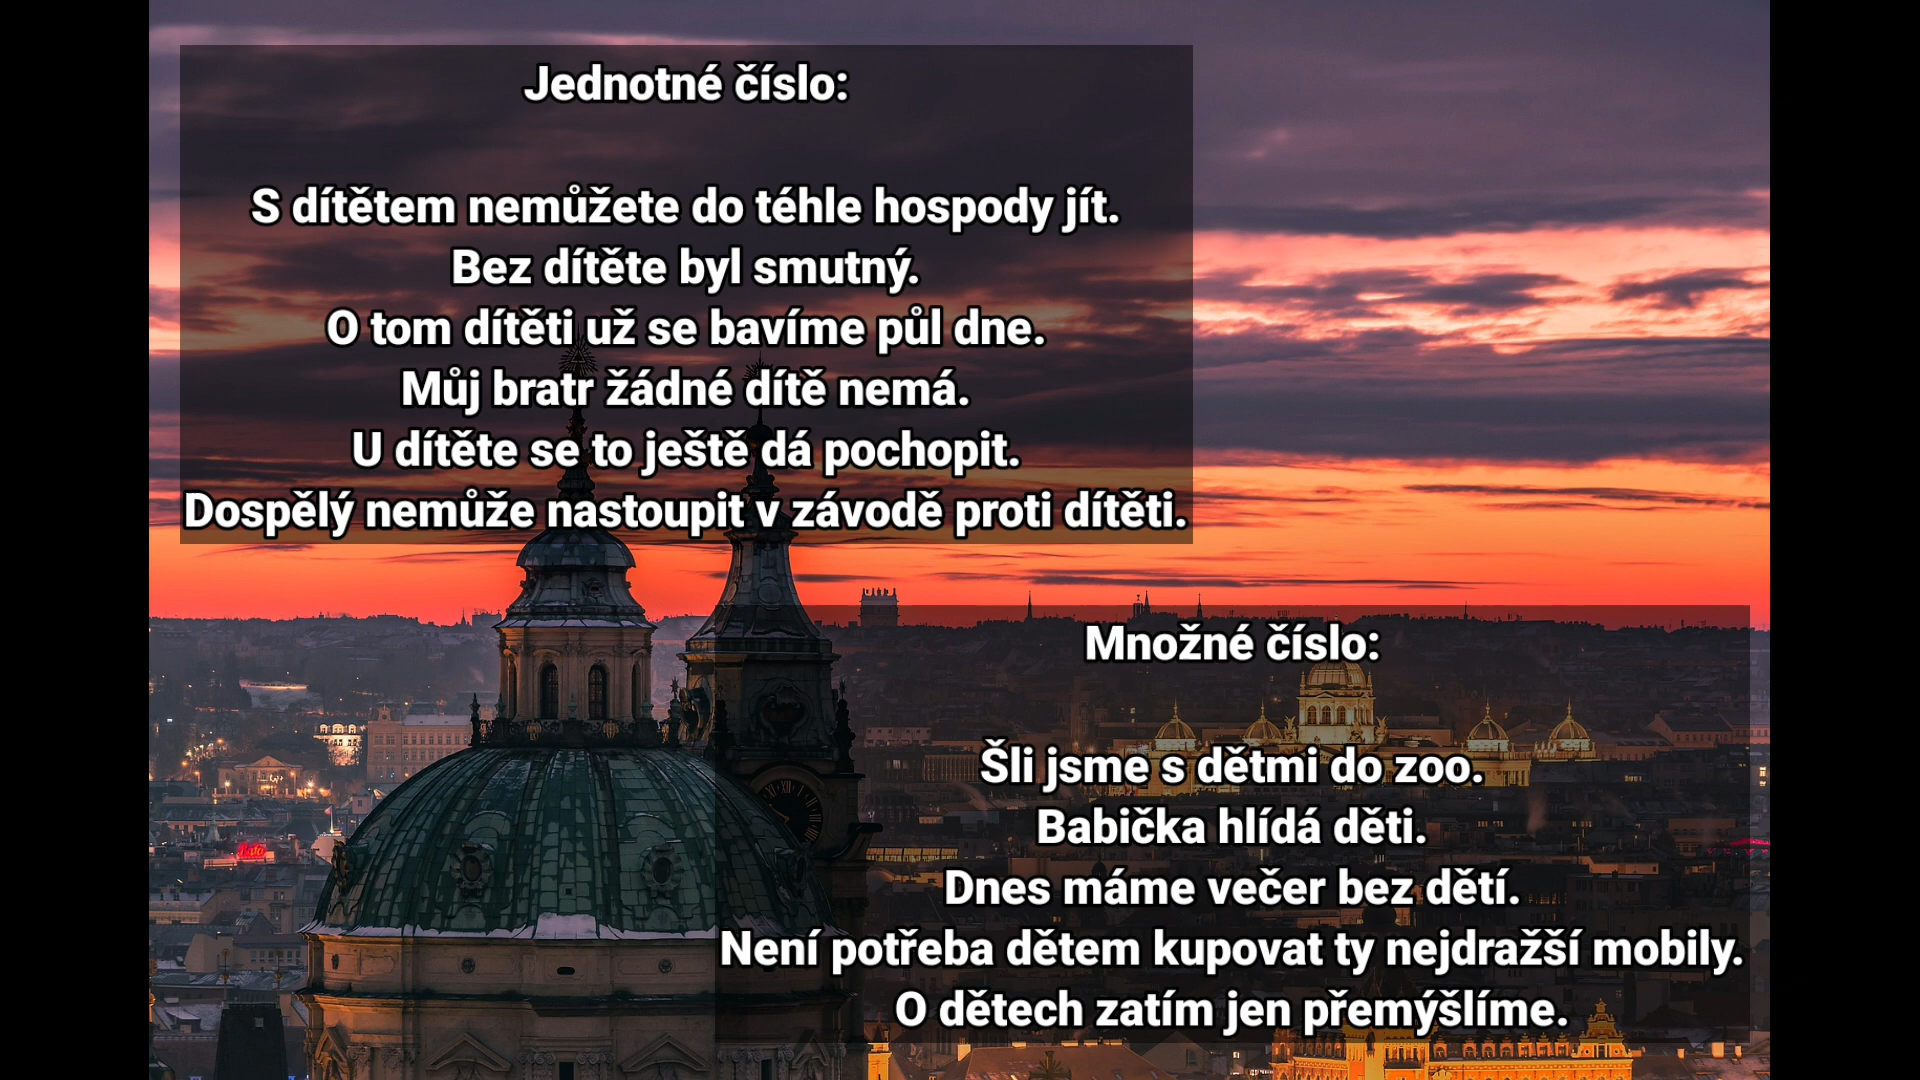 Jednotné číslo:
S dítětem nemůžete do téhle hospody jít.
Bez dítěte byl smutný.
O tom dítěti už se bavíme půl dne.
Můj bratr žádné dítě nemá.
U dítěte se to ještě dá pochopit.
Dospělý nemůže nastoupit v závodě proti dítěti.
Množné číslo:
Šli jsme s dětmi do zoo.
Babička hlídá děti.
Dnes máme večer bez dětí.
Není potřeba dětem kupovat ty nejdražší mobily.
O dětech zatím jen přemýšlíme.